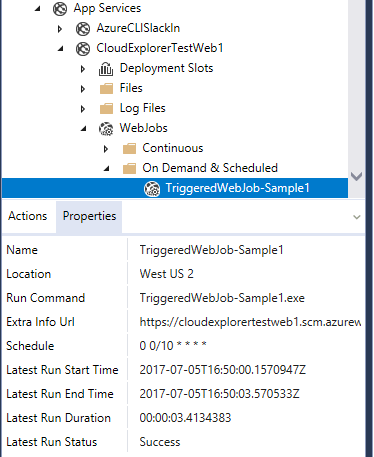 App Services
AzureCLISlackIn
CloudExplorerTestWeb1
Deployment Slots
Files
Log Files
WebJobs
Continuous
On Demand & Scheduled
TriggeredWebJob-Sample1
Actions Properties
Name TriggeredWebJob-Sample1
Location West US 2
Run Command TriggeredWebJob-Sample1.exe
Extra Info Url https://cloudexplorertestweb1.scm.azurew
Schedule 0 0/10 * * * *
Latest Run Start Time 2017-07-05T16:50:00.1570947Z
Latest Run End Time 2017-07-05T16:50:03.570533Z
Latest Run Duration 00:00:03.4134383
Latest Run Status Success